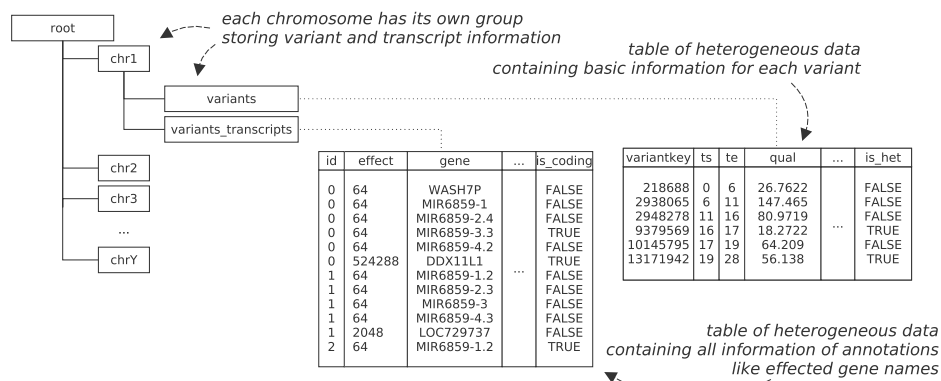 root
each chromosome has its own group
storing variant and transcript information
chr1
variants
variants_transcripts
chr2
chr3
...
chrY
table of heterogeneous data
containing basic information for each variant
id effect gene ... is_coding
0 64 WASH7P FALSE
0 64 MIR6859-1 FALSE
0 64 MIR6859-2.4 FALSE
0 64 MIR6859-3.3 TRUE
0 64 MIR6859-4.2 FALSE
0 524288 DDX11L1 TRUE
...
1 64 MIR6859-1.2 FALSE
1 64 MIR6859-2.3 FALSE
1 64 MIR6859-3 FALSE
1 64 MIR6859-4.3 FALSE
1 2048 LOC729737 FALSE
2 64 MIR6859-1.2 TRUE
variantkey ts te qual ... is_het
218688 0 6 26.7622 FALSE
2938065 6 11 147.465 FALSE
2948278 11 16 80.9719 FALSE
...
9379569 16 17 18.2722 TRUE
10145795 17 19 64.209 FALSE
13171942 19 28 56.138 TRUE
table of heterogeneous data
containing all information of annotations
like effected gene names